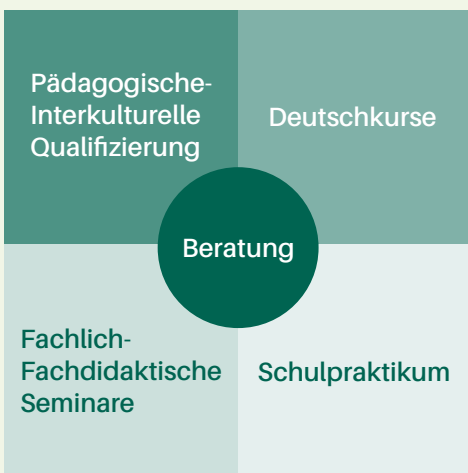 Pädagogische-
Interkulturelle
Qualifizierung
Deutschkurse
Beratung
Fachlich-
Fachdidaktische
Seminare
Schulpraktikum